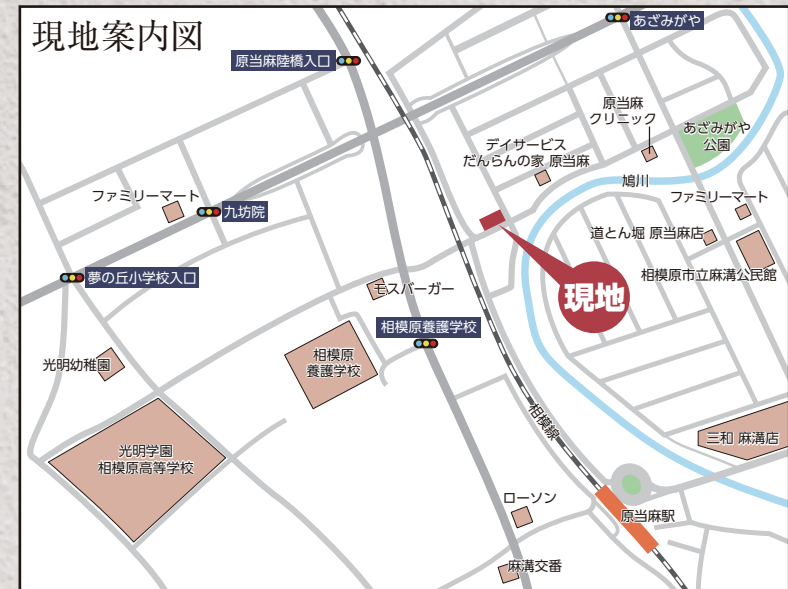 現地案内図
あざみがや
原当麻陸橋入口
原当麻
クリニック
あざみがや
公園
デイサービス
だんらんの家 原当麻
鳩川
ファミリーマート
ファミリーマート
九坊院
道とん堀 原当麻店
相模原市立麻溝公民館
夢の丘小学校入口
モスバーガー
現地
相模原養護学校
相模原
養護学校
光明幼稚園
相模線
三和 麻溝店
光明学園
相模原高等学校
ローソン
原当麻駅
麻溝交番